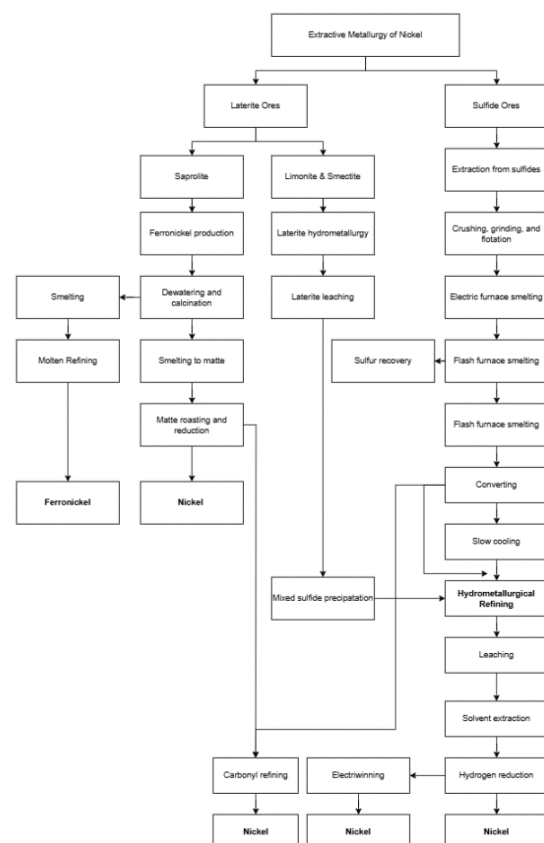 Extractive Metallurgy of Nickel
Laterite Ores
Sulfide Ores
Saprolite
Limonite & Smectite
Extraction from sulfides
Ferronickel production
Laterite hydrometallurgy
Crushing, grinding, and
flotation
Smelting
Dewatering and
calcination
Laterite leaching
Electric furnace smelting
Molten Refining
Smelting to matte
Sulfur recovery
Flash furnace smelting
Matte roasting and
reduction
Flash furnace smelting
Ferronickel
Nickel
Converting
Slow cooling
Mixed sulfide precipatation
Hydrometallurgical
Refining
Leaching
Solvent extraction
Carbonyl refining
Electriwinning
Hydrogen reduction
Nickel
Nickel
Nickel